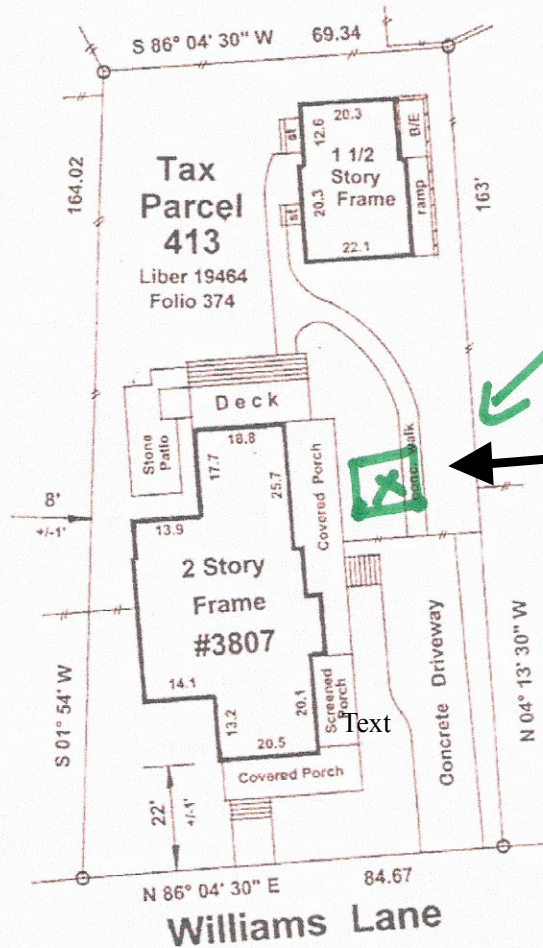 S 86° 04' 30" W 69.34
164.02
Tax
Parcel
413
Liber 19464
Folio 374
20.3
12.6
B/E
st
1 1/2
Story
Frame
20.3
st
ramp
22.1
163'
Deck
Stone
Patio
18.8
17.7
25.7
Covered Porch
conc. walk
X
8'
+/-1'
13.9
2 Story
Frame
#3807
14.1
13.2
20.1
20.5
Screened
Porch
Text
Covered Porch
22'
+/-1'
Concrete Driveway
S 01° 54' W
N 04° 13' 30" W
N 86° 04' 30" E 84.67
Williams Lane